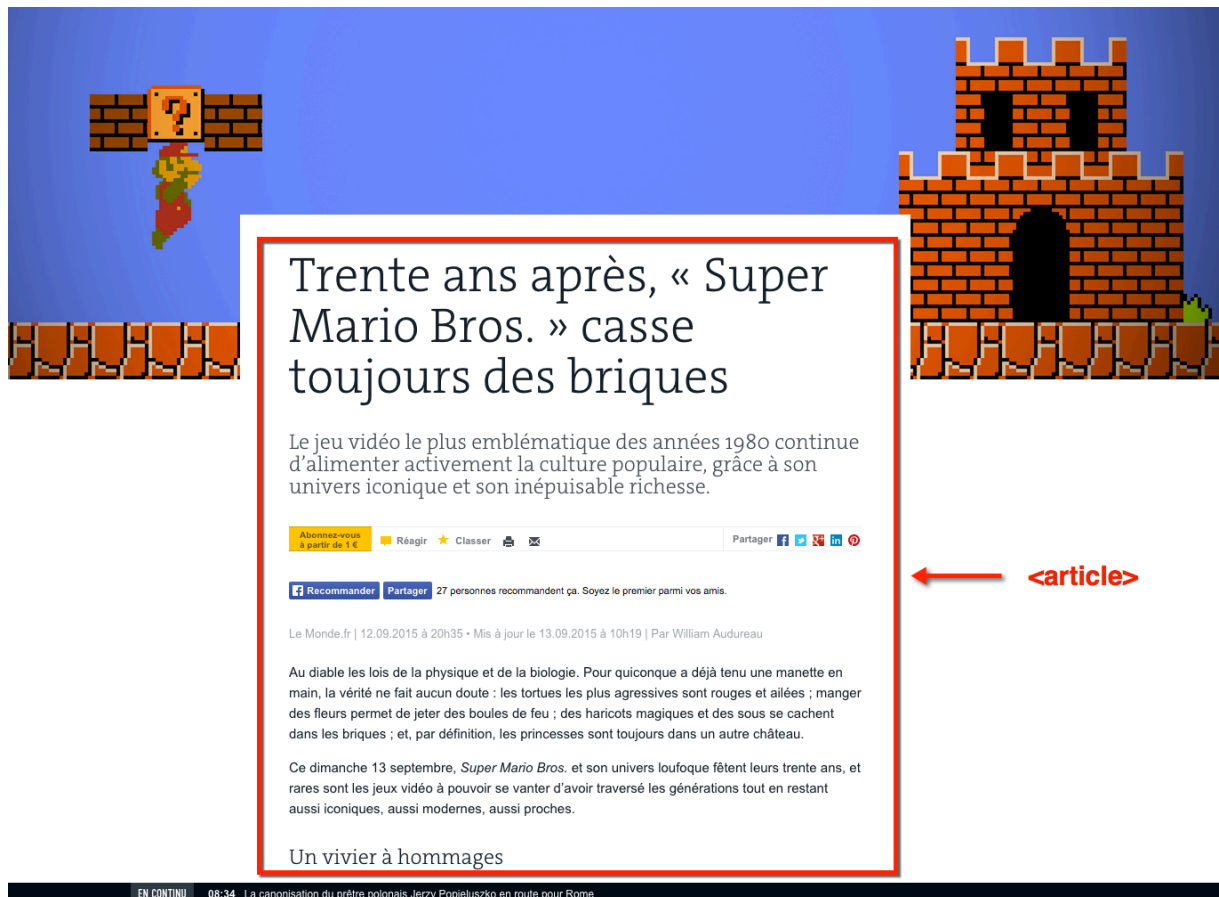 ?
Trente ans après, « Super
Mario Bros. » casse
toujours des briques
Le jeu vidéo le plus emblématique des années 1980 continue
d'alimenter activement la culture populaire, grâce à son
univers iconique et son inépuisable richesse.
Abonnez-vous
à partir de 1 €
Réagir Classer Partager
Recommander Partager 27 personnes recommandent ça. Soyez le premier parmi vos amis.
<article>
Le Monde.fr | 12.09.2015 à 20h35 • Mis à jour le 13.09.2015 à 10h19 | Par William Audureau
Au diable les lois de la physique et de la biologie. Pour quiconque a déjà tenu une manette en
main, la vérité ne fait aucun doute : les tortues les plus agressives sont rouges et ailées ; manger
des fleurs permet de jeter des boules de feu ; des haricots magiques et des sous se cachent
dans les briques ; et, par définition, les princesses sont toujours dans un autre château.
Ce dimanche 13 septembre, Super Mario Bros. et son univers loufoque fêtent leurs trente ans, et
rares sont les jeux vidéo à pouvoir se vanter d'avoir traversé les générations tout en restant
aussi iconiques, aussi modernes, aussi proches.
Un vivier à hommages
EN CONTINU 08:34 La canonisation du prêtre polonais Jerzy Popieluszko en route pour Rome